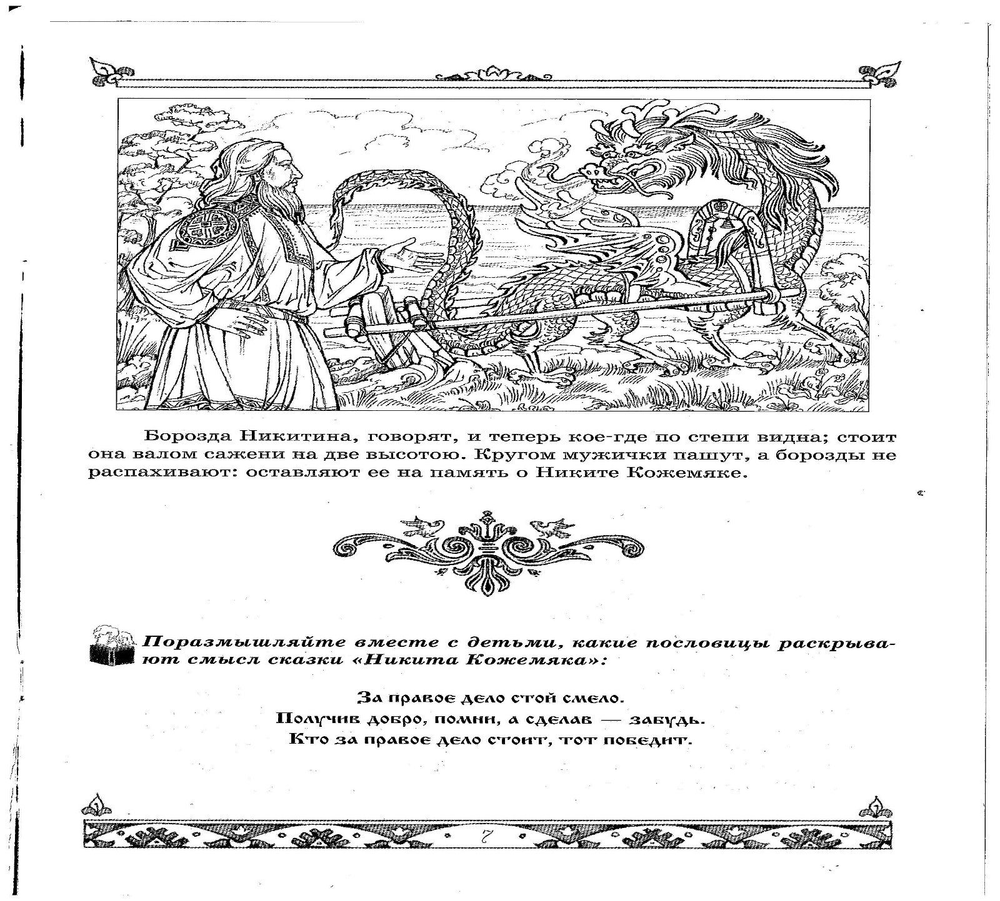 Борозда Никитина, говорят, и теперь кое-где по степи видна; стоит
она валом сажени на две высотою. Кругом мужички пашут, а борозды не
распахивают: оставляют ее на память о Никите Кожемяке.
Поразмышляйте вместе с детьми, какие пословицы раскрыва-
ют смысл сказки «Никита Кожемяка»:
За правое дело стой смело.
Получив добро, помни, а сделав — забудь.
Кто за правое дело стоит, тот победит.
7